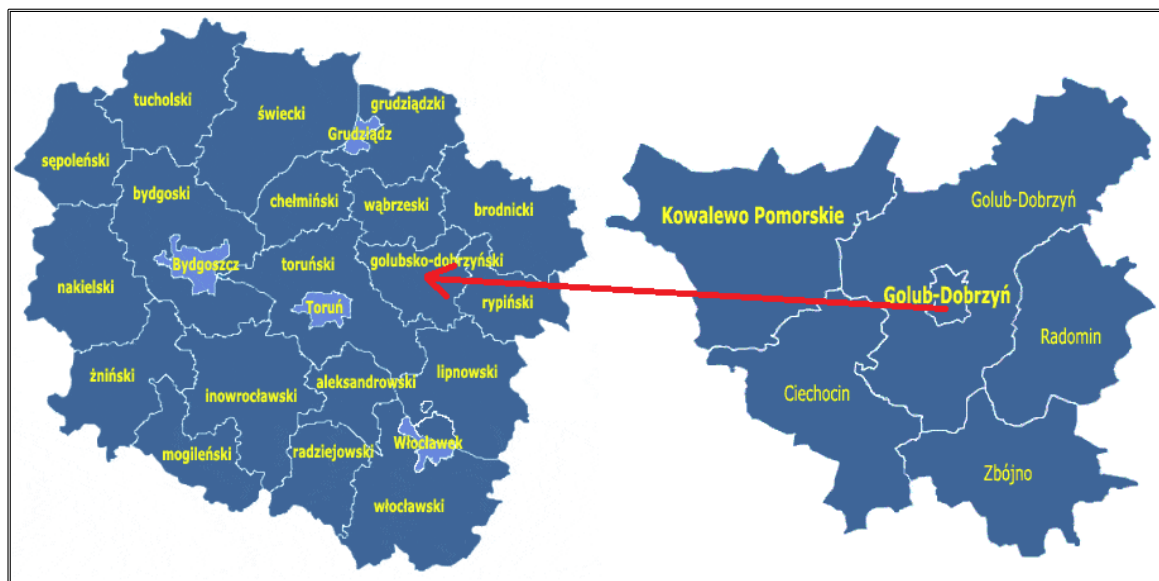 tucholski
świecki
grudziądzki
Grudziądz
sępoleński
bydgoski
chełmiński
wąbrzeski
brodnicki
Bydgoszcz
toruński
golubsko-dobrzyński
nakielski
Toruń
rypiński
żniński
inowrocławski
aleksandrowski
lipnowski
mogileński
radziejowski
Włocławek
włocławski
Kowalewo Pomorskie
Golub-Dobrzyń
Golub-Dobrzyń
Radomin
Ciechocin
Zbójno